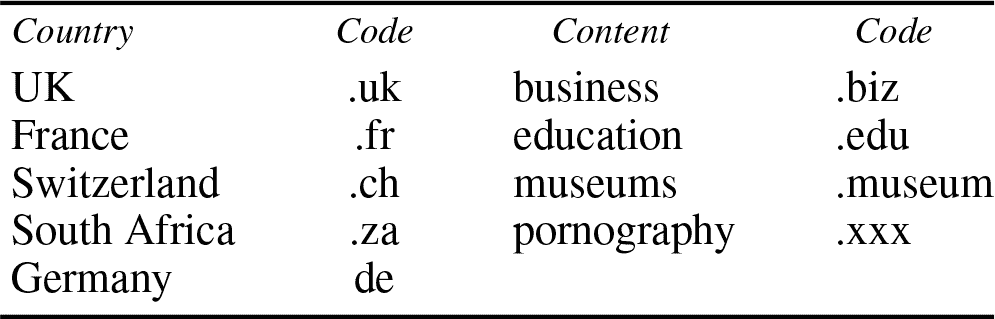 Country Code Content Code
UK .uk business .biz
France .fr education .edu
Switzerland .ch museums .museum
South Africa .za pornography .xxx
Germany de